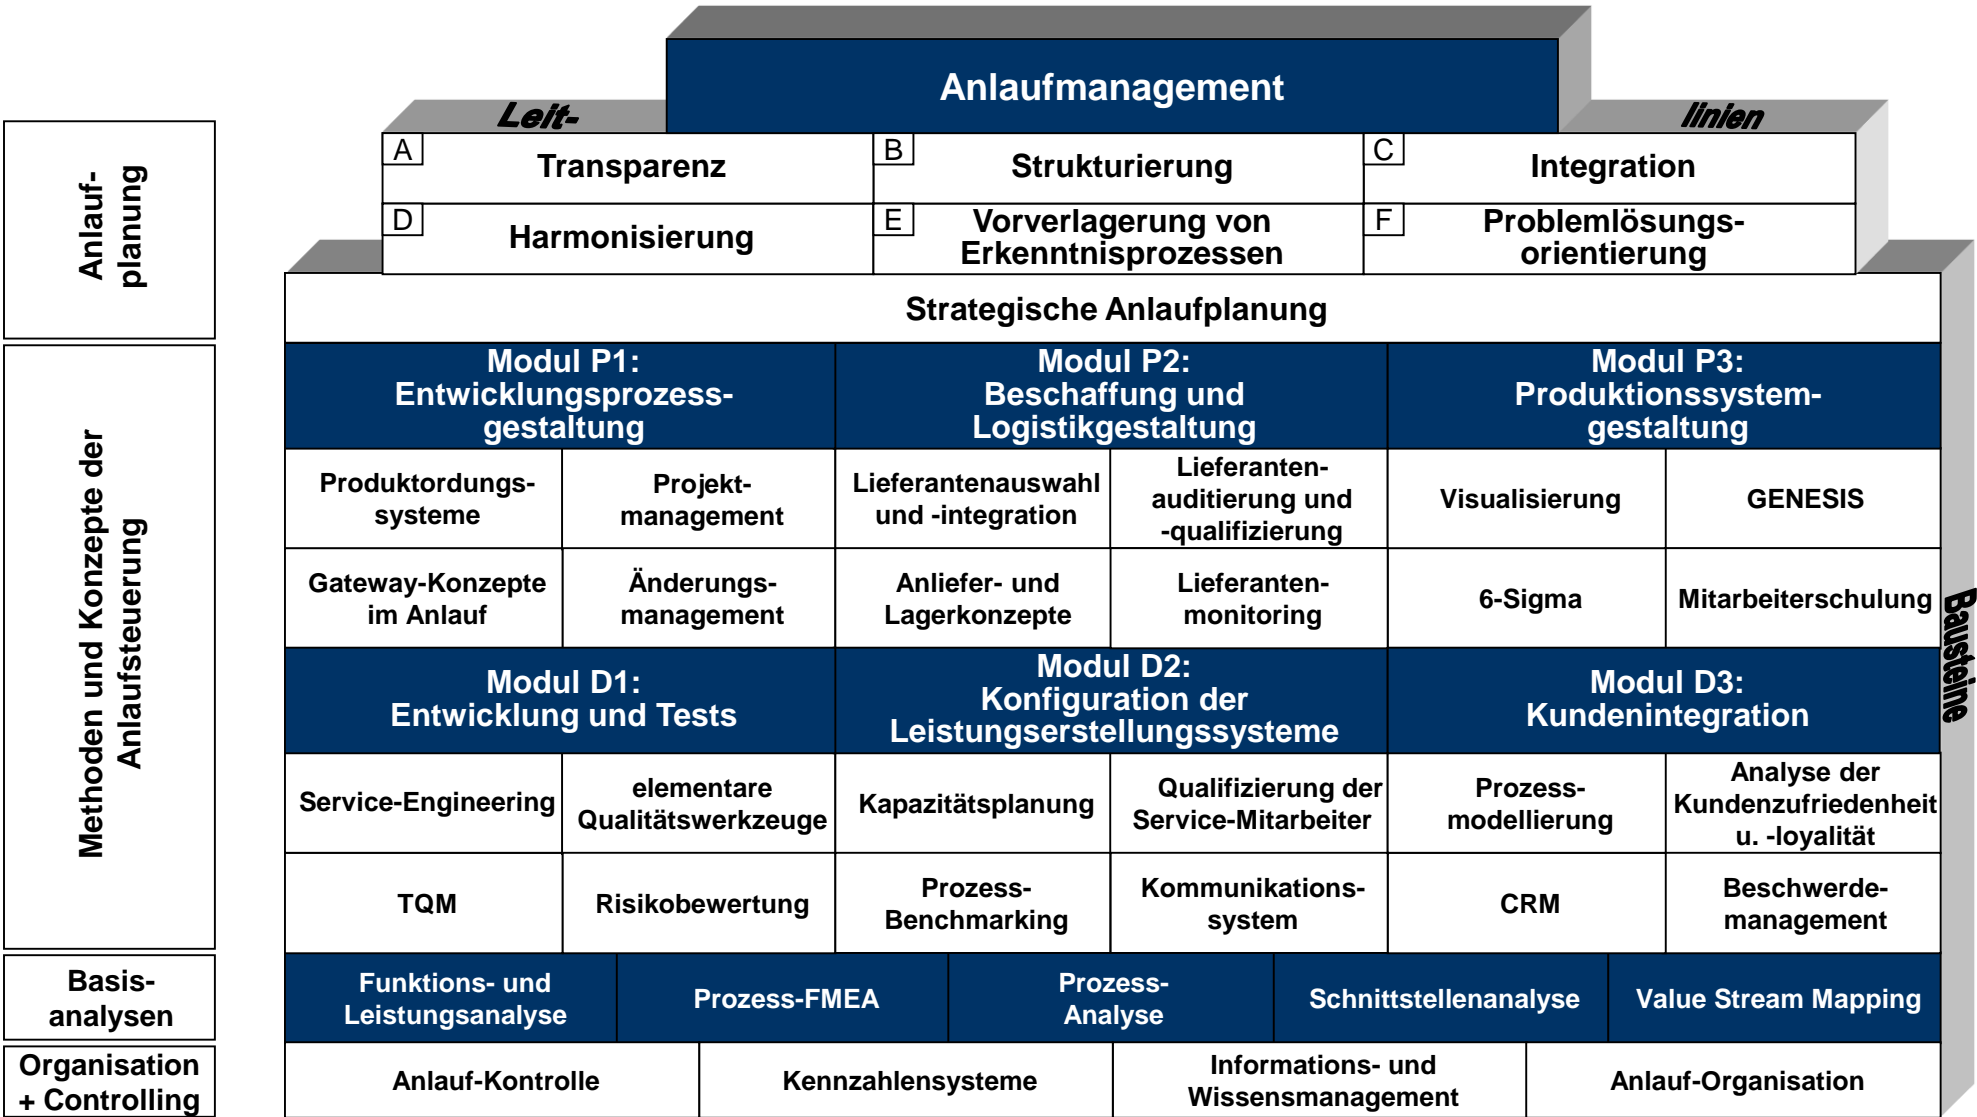 Anlaufmanagement
Leit-
linien
Anlauf-
planung
A
Transparenz
B
Strukturierung
C
Integration
D
Harmonisierung
E
Vorverlagerung von
Erkenntnisprozessen
F
Problemlösungs-
orientierung
Strategische Anlaufplanung
Methoden und Konzepte der
Anlaufsteuerung
Modul P1:
Entwicklungsprozess-
gestaltung
Modul P2:
Beschaffung und
Logistikgestaltung
Modul P3:
Produktionssystem-
gestaltung
Produktordungs-
systeme
Projekt-
management
Lieferantenauswahl
und -integration
Lieferanten-
auditierung und
-qualifizierung
Visualisierung
GENESIS
Gateway-Konzepte
im Anlauf
Änderungs-
management
Anliefer- und
Lagerkonzepte
Lieferanten-
monitoring
6-Sigma
Mitarbeiterschulung
Bausteine
Modul D1:
Entwicklung und Tests
Modul D2:
Konfiguration der
Leistungserstellungssysteme
Modul D3:
Kundenintegration
Service-Engineering
elementare
Qualitätswerkzeuge
Kapazitätsplanung
Qualifizierung der
Service-Mitarbeiter
Prozess-
modellierung
Analyse der
Kundenzufriedenheit
u. -loyalität
TQM
Risikobewertung
Prozess-
Benchmarking
Kommunikations-
system
CRM
Beschwerde-
management
Basis-
analysen
Funktions- und
Leistungsanalyse
Prozess-FMEA
Prozess-
Analyse
Schnittstellenanalyse
Value Stream Mapping
Organisation
+ Controlling
Anlauf-Kontrolle
Kennzahlensysteme
Informations- und
Wissensmanagement
Anlauf-Organisation